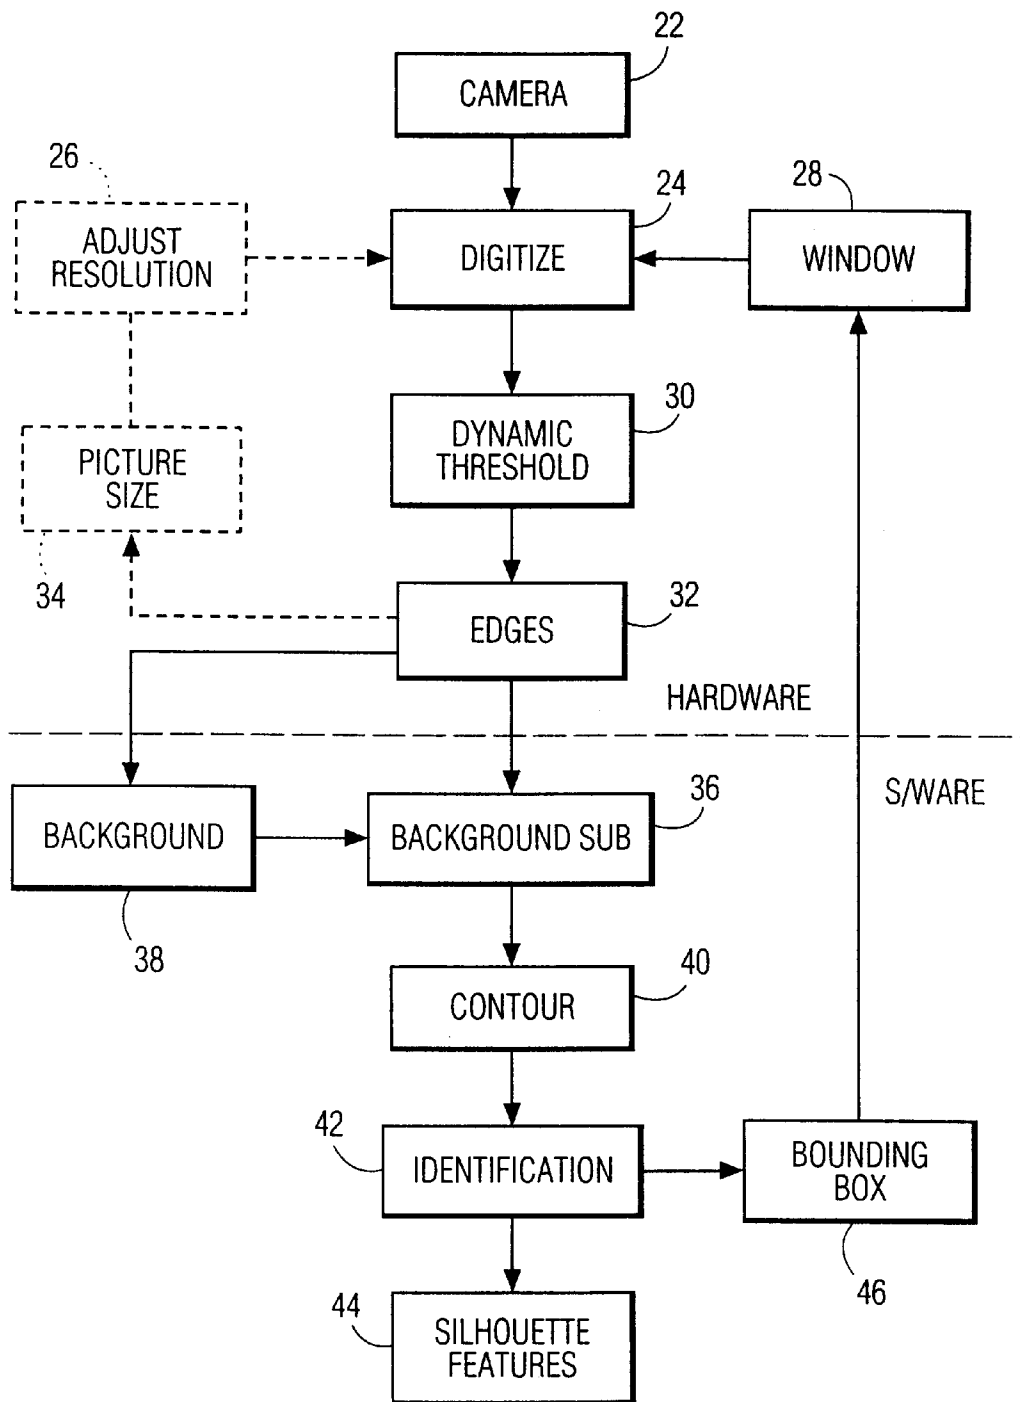 22
CAMERA
26
24
28
ADJUST
RESOLUTION
DIGITIZE
WINDOW
30
DYNAMIC
THRESHOLD
PICTURE
SIZE
34
32
EDGES
HARDWARE
S/WARE
36
BACKGROUND
BACKGROUND SUB
38
40
CONTOUR
42
IDENTIFICATION
BOUNDING
BOX
46
44
SILHOUETTE
FEATURES